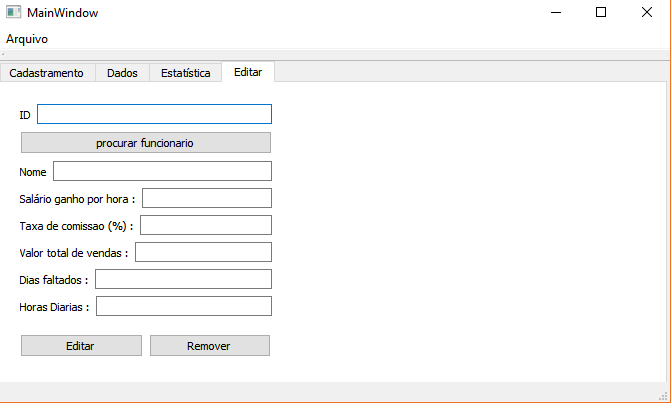 MainWindow
Arquivo
Cadastramento Dados Estatística Editar
ID
procurar funcionario
Nome
Salário ganho por hora :
Taxa de comissao (%) :
Valor total de vendas :
Dias faltados :
Horas Diarias :
Editar Remover